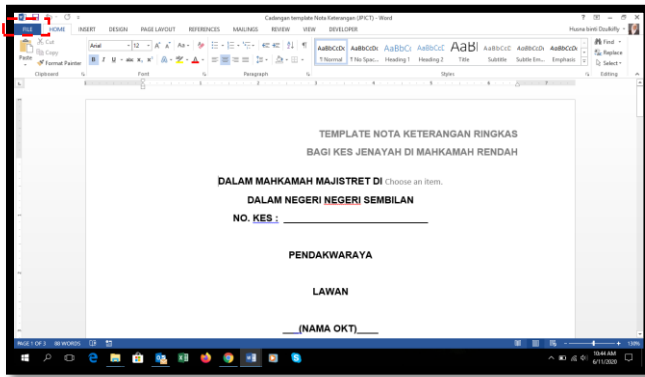 Cadangan template Nota Keterangan (JPICT) - Word
FILE HOME INSERT DESIGN PAGE LAYOUT REFERENCES MAILINGS REVIEW VIEW DEVELOPER
Cut
Copy
Paste
Format Painter
Arial 12
AaBbCcDc AaBbCcDc AaBbCc AaBbCcC AaBl AaBbCcC AaBbCcDc AaBbCcDc
¶ Normal ¶ No Spac... Heading 1 Heading 2 Title Subtitle Subtle Em... Emphasis
Find
Replace
Select
Clipboard Font Paragraph Styles Editing
TEMPLATE NOTA KETERANGAN RINGKAS
BAGI KES JENAYAH DI MAHKAMAH RENDAH
DALAM MAHKAMAH MAJISTRET DI Choose an item.
DALAM NEGERI NEGERI SEMBILAN
NO. KES : ____________________
PENDAKWARAYA
LAWAN
___(NAMA OKT)____
PAGE 1 OF 3 88 WORDS 130%
10:44 AM
6/11/2020